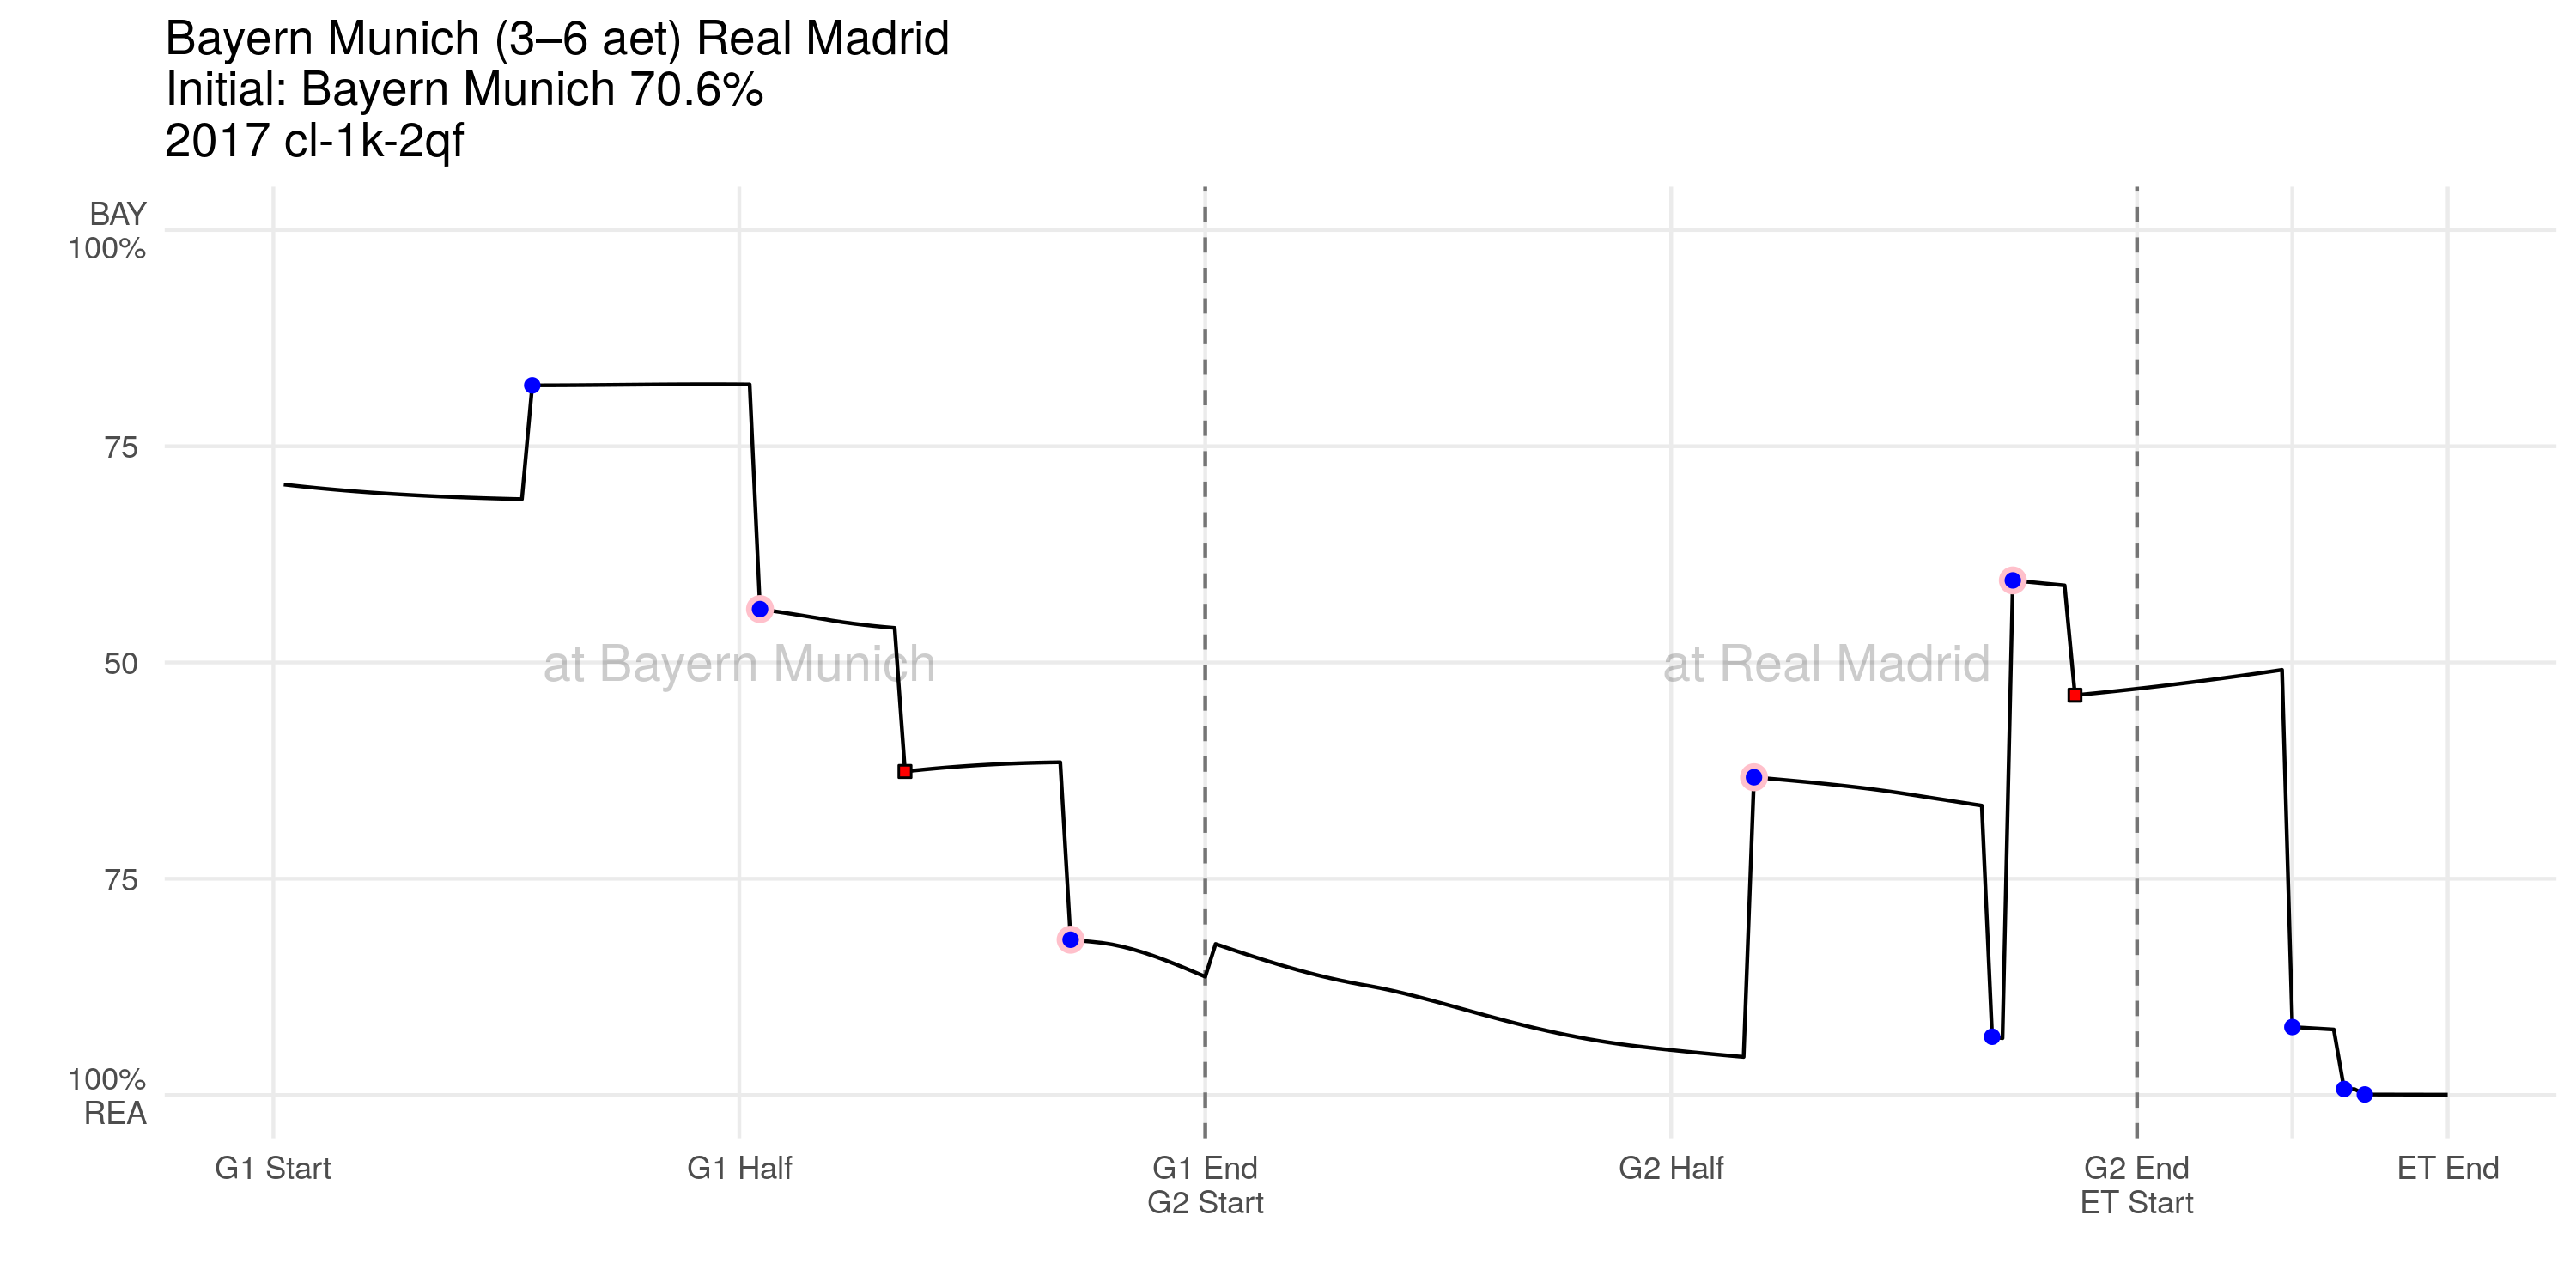 Bayern Munich (3–6 aet) Real Madrid
Initial: Bayern Munich 70.6%
2017 cl-1k-2qf
BAY
100%
75
50
75
100%
REA
at Bayern Munich
at Real Madrid
G1 Start
G1 Half
G1 End
G2 Start
G2 Half
G2 End
ET Start
ET End